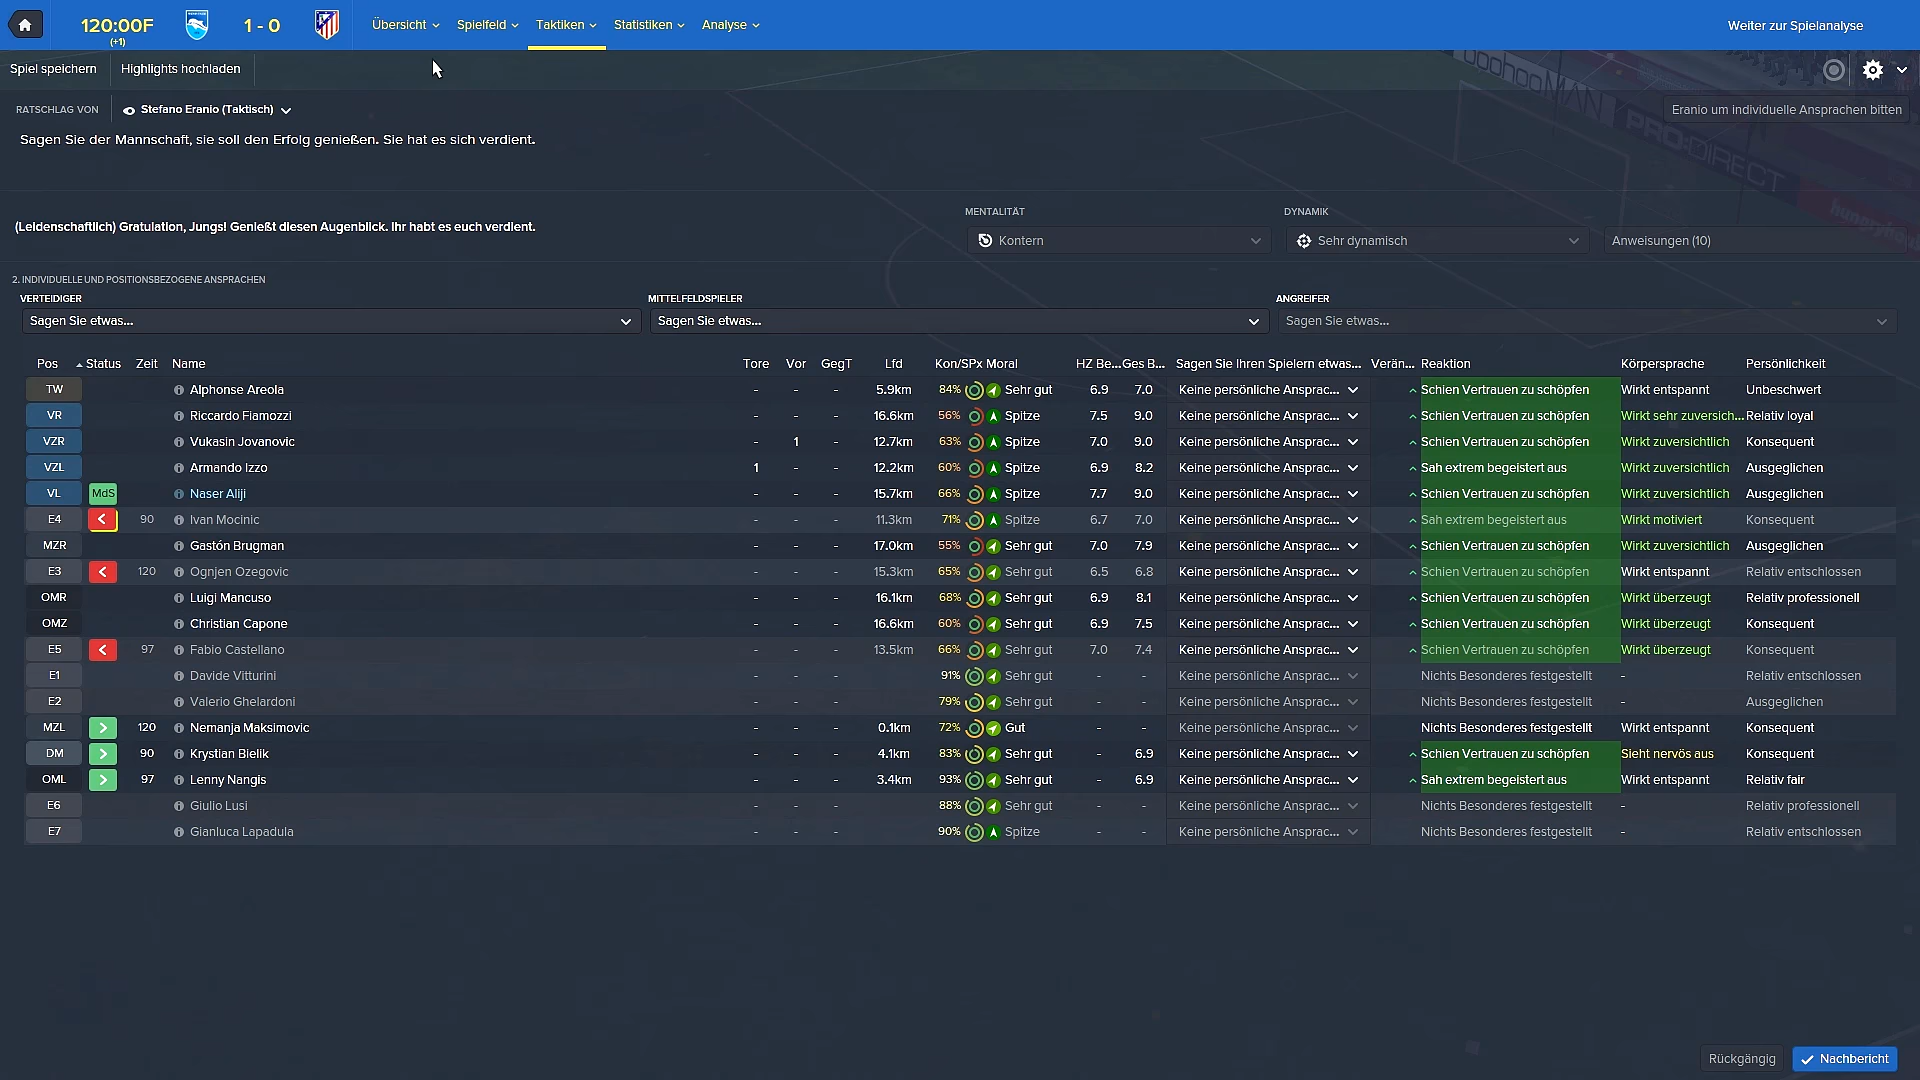 120:00F
(+1)
1 - 0
Übersicht
Spielfeld
Taktiken
Statistiken
Analyse
Weiter zur Spielanalyse
Spiel speichern
Highlights hochladen
boohooMAN
PRO:DIRECT
RATSCHLAG VON
Stefano Eranio (Taktisch)
Eranio um individuelle Ansprachen bitten
Sagen Sie der Mannschaft, sie soll den Erfolg genießen. Sie hat es sich verdient.
MENTALITÄT
DYNAMIK
(Leidenschaftlich) Gratulation, Jungs! Genießt diesen Augenblick. Ihr habt es euch verdient.
Kontern
Sehr dynamisch
Anweisungen (10)
2. INDIVIDUELLE UND POSITIONSBEZOGENE ANSPRACHEN
VERTEIDIGER
MITTELFELDSPIELER
ANGREIFER
Sagen Sie etwas...
Sagen Sie etwas...
Sagen Sie etwas...
Pos Status Zeit Name Tore Vor GegT Lfd Kon/SPx Moral HZ Be... Ges B... Sagen Sie Ihren Spielern etwas... Verän... Reaktion Körpersprache Persönlichkeit
TW Alphonse Areola - - - 5.9km 84% Sehr gut 6.9 7.0 Keine persönliche Ansprac... Schien Vertrauen zu schöpfen Wirkt entspannt Unbeschwert
VR Riccardo Fiamozzi - - - 16.6km 56% Spitze 7.5 9.0 Keine persönliche Ansprac... Schien Vertrauen zu schöpfen Wirkt sehr zuversich... Relativ loyal
VZR Vukasin Jovanovic - 1 - 12.7km 63% Spitze 7.0 9.0 Keine persönliche Ansprac... Schien Vertrauen zu schöpfen Wirkt zuversichtlich Konsequent
VZL Armando Izzo 1 - - 12.2km 60% Spitze 6.9 8.2 Keine persönliche Ansprac... Sah extrem begeistert aus Wirkt zuversichtlich Ausgeglichen
VL MdS Naser Aliji - - - 15.7km 66% Spitze 7.7 9.0 Keine persönliche Ansprac... Schien Vertrauen zu schöpfen Wirkt zuversichtlich Ausgeglichen
E4 90 Ivan Mocinic - - - 11.3km 71% Spitze 6.7 7.0 Keine persönliche Ansprac... Sah extrem begeistert aus Wirkt motiviert Konsequent
MZR Gastón Brugman - - - 17.0km 55% Sehr gut 7.0 7.9 Keine persönliche Ansprac... Schien Vertrauen zu schöpfen Wirkt zuversichtlich Ausgeglichen
E3 120 Ognjen Ozegovic - - - 15.3km 65% Sehr gut 6.5 6.8 Keine persönliche Ansprac... Schien Vertrauen zu schöpfen Wirkt entspannt Relativ entschlossen
OMR Luigi Mancuso - - - 16.1km 68% Sehr gut 6.9 8.1 Keine persönliche Ansprac... Schien Vertrauen zu schöpfen Wirkt überzeugt Relativ professionell
OMZ Christian Capone - - - 16.6km 60% Sehr gut 6.9 7.5 Keine persönliche Ansprac... Schien Vertrauen zu schöpfen Wirkt überzeugt Konsequent
E5 97 Fabio Castellano - - - 13.5km 66% Sehr gut 7.0 7.4 Keine persönliche Ansprac... Schien Vertrauen zu schöpfen Wirkt überzeugt Konsequent
E1 Davide Vitturini - - - 91% Sehr gut - - Keine persönliche Ansprac... Nichts Besonderes festgestellt - Relativ entschlossen
E2 Valerio Ghelardoni - - - 79% Sehr gut - - Keine persönliche Ansprac... Nichts Besonderes festgestellt - Ausgeglichen
MZL 120 Nemanja Maksimovic - - - 0.1km 72% Gut - - Keine persönliche Ansprac... Nichts Besonderes festgestellt Wirkt entspannt Konsequent
DM 90 Krystian Bielik - - - 4.1km 83% Sehr gut - 6.9 Keine persönliche Ansprac... Schien Vertrauen zu schöpfen Sieht nervös aus Konsequent
OML 97 Lenny Nangis - - - 3.4km 93% Sehr gut - 6.9 Keine persönliche Ansprac... Sah extrem begeistert aus Wirkt entspannt Relativ fair
E6 Giulio Lusi - - - 88% Sehr gut - - Keine persönliche Ansprac... Nichts Besonderes festgestellt - Relativ professionell
E7 Gianluca Lapadula - - - 90% Spitze - - Keine persönliche Ansprac... Nichts Besonderes festgestellt - Relativ entschlossen
Rückgängig
Nachbericht